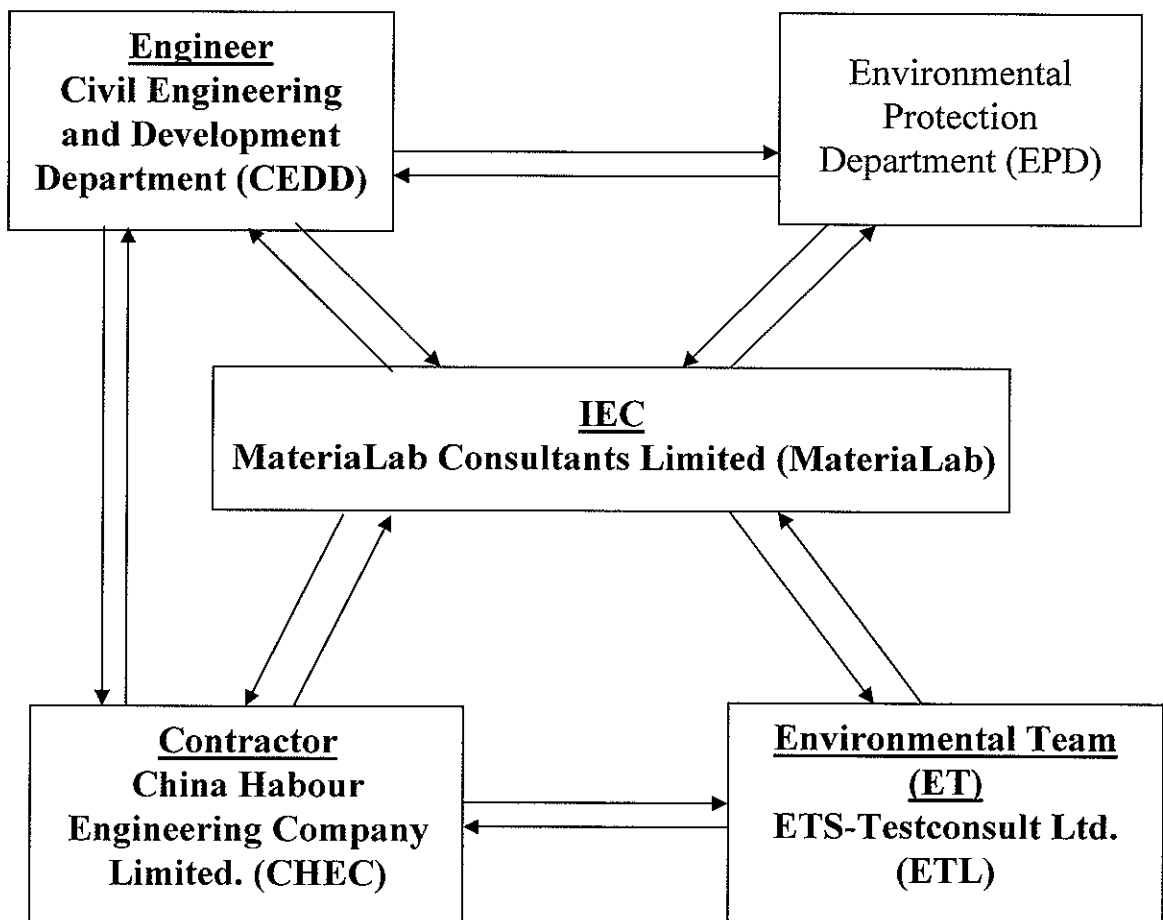 Engineer
Civil Engineering
and Development
Department (CEDD)
Environmental
Protection
Department (EPD)
IEC
MateriaLab Consultants Limited (MateriaLab)
Contractor
China Habour
Engineering Company
Limited. (CHEC)
Environmental Team
(ET)
ETS-Testconsult Ltd.
(ETL)